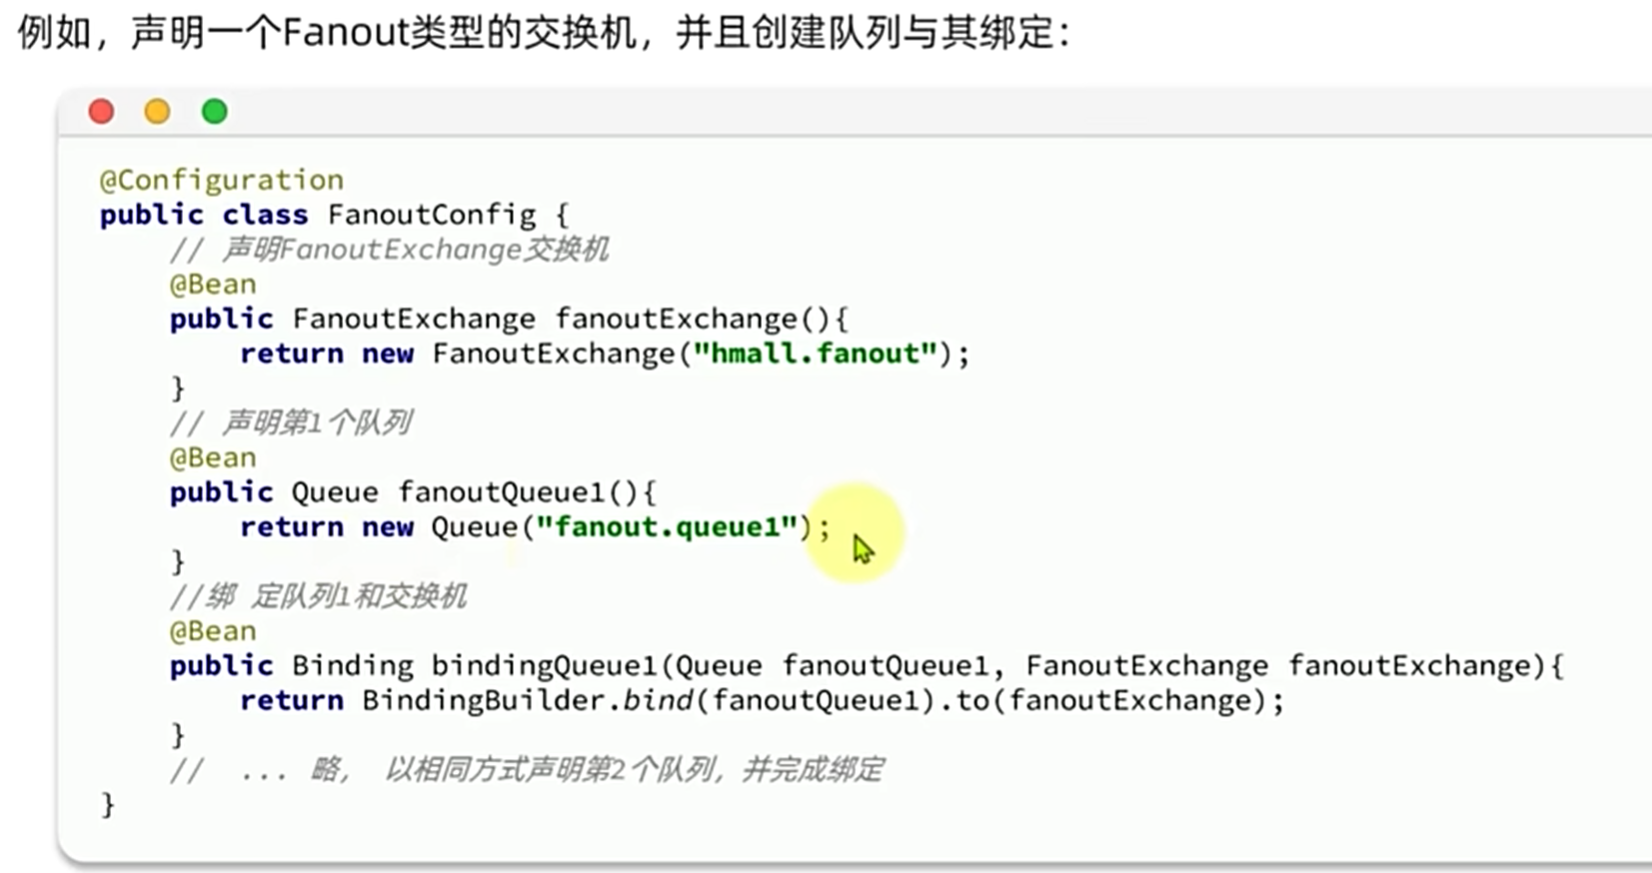 例如，声明一个Fanout类型的交换机，并且创建队列与其绑定：
@Configuration
public class FanoutConfig {
// 声明FanoutExchange交换机
@Bean
public FanoutExchange fanoutExchange(){
return new FanoutExchange("hmall.fanout");
}
// 声明第1个队列
@Bean
public Queue fanoutQueue1(){
return new Queue("fanout.queue1");
}
//绑 定队列1和交换机
@Bean
public Binding bindingQueue1(Queue fanoutQueue1, FanoutExchange fanoutExchange){
return BindingBuilder.bind(fanoutQueue1).to(fanoutExchange);
}
// ... 略， 以相同方式声明第2个队列，并完成绑定
}